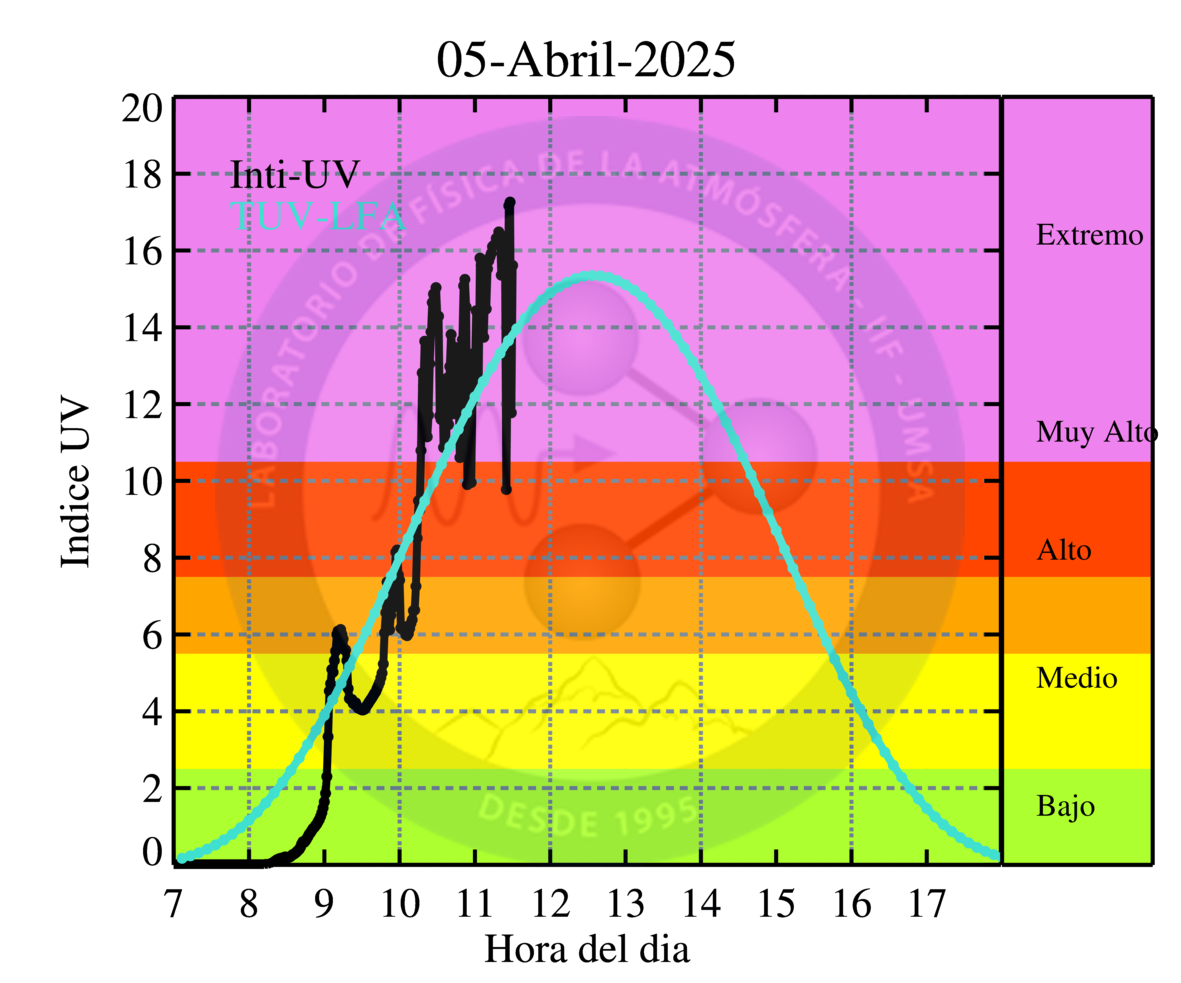 05-Abril-2025
Inti-UV
TUV-LFA
20
18
16
14
12
10
8
6
4
2
0
Indice UV
7 8 9 10 11 12 13 14 15 16 17
Hora del dia
Extremo
Muy Alto
Alto
Medio
Bajo
LABORATORIO DE FÍSICA DE LA ATMÓSFERA - IIF - UMSA
DESDE 1995